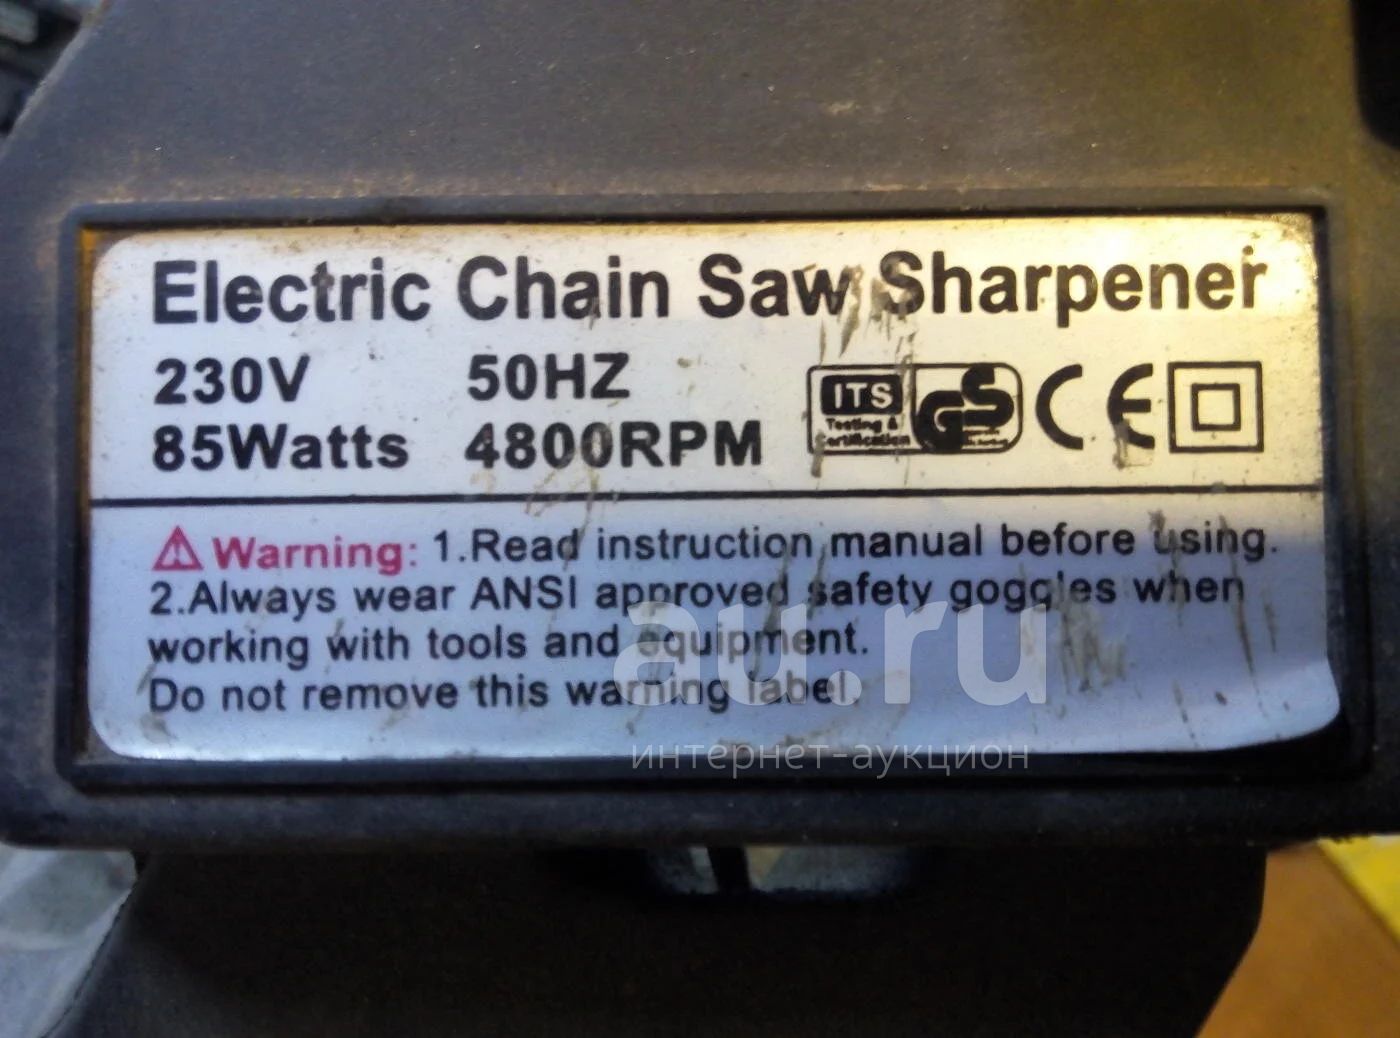 Electric Chain Saw Sharpener
230V 50HZ
85Watts 4800RPM
ITS
Testing &
Certification
GS
CE
Warning: 1.Read instruction manual before using.
2.Always wear ANSI approved safety goggles when
working with tools and equipment.
Do not remove this warning label.
au.ru
интернет-аукцион